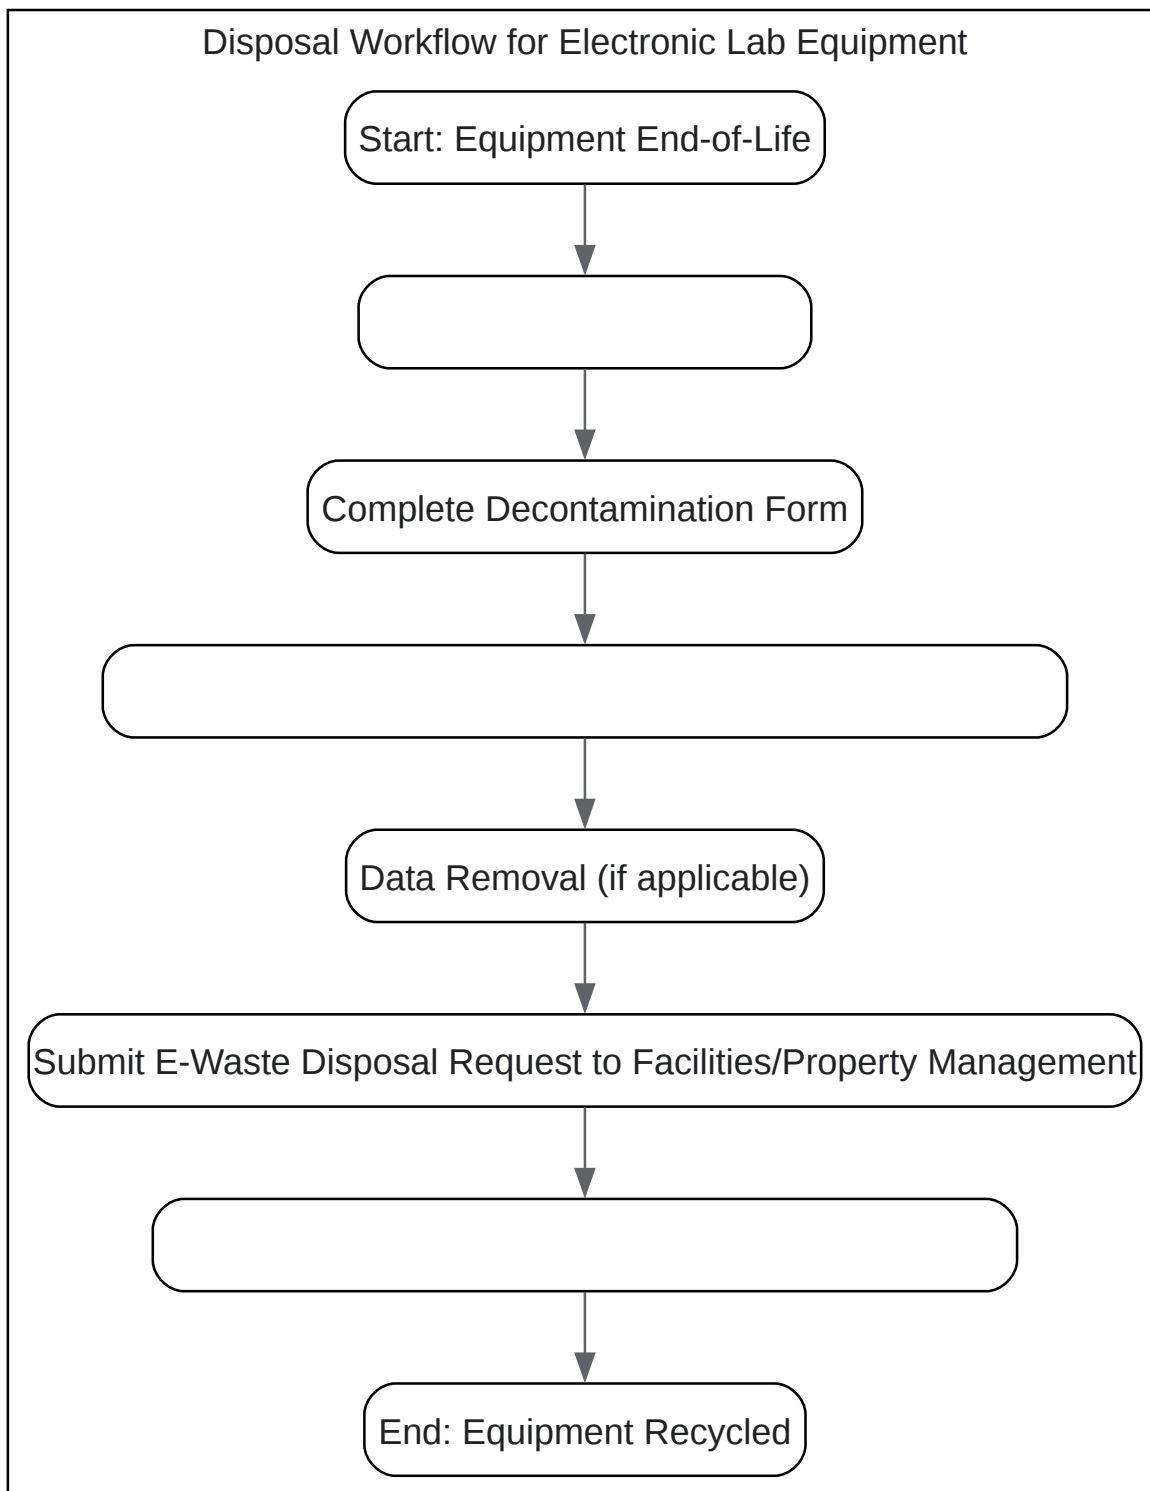 Disposal Workflow for Electronic Lab Equipment
Start: Equipment End-of-Life
Complete Decontamination Form
Data Removal (if applicable)
Submit E-Waste Disposal Request to Facilities/Property Management
End: Equipment Recycled